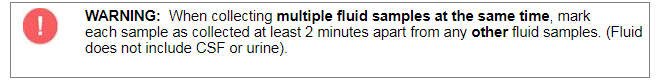 WARNING:  When collecting multiple fluid samples at the same time, mark
each sample as collected at least 2 minutes apart from any other fluid samples. (Fluid
does not include CSF or urine).